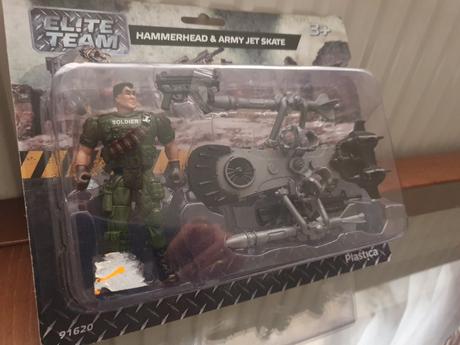 ELITE
TEAM
HAMMERHEAD & ARMY JET SKATE
3+
SOLDIER
Plastica
91620